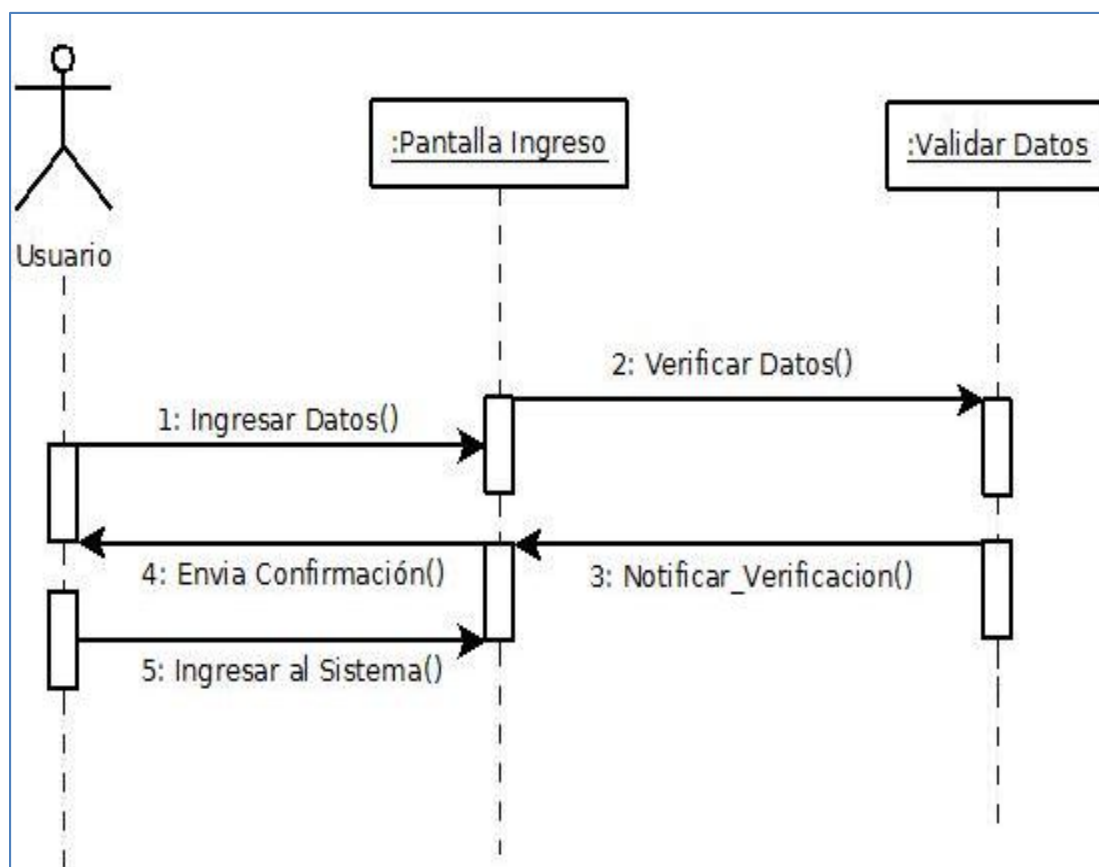 :Pantalla Ingreso
:Validar Datos
Usuario
2: Verificar Datos()
1: Ingresar Datos()
4: Envia Confirmación()
3: Notificar_Verificacion()
5: Ingresar al Sistema()